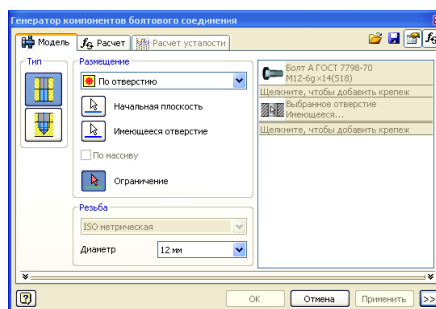 Генератор компонентов болтового соединения
Модель
Расчет
Расчет усталости
Тип
Размещение
По отверстию
Начальная плоскость
Имеющееся отверстие
По массиву
Ограничение
Резьба
ISO метрическая
Диаметр
12 мм
Болт А ГОСТ 7798-70
M12-6g×14(S18)
Щелкните, чтобы добавить крепеж
Выбранное отверстие
Имеющееся...
Щелкните, чтобы добавить крепеж
OK
Отмена
Применить
>>